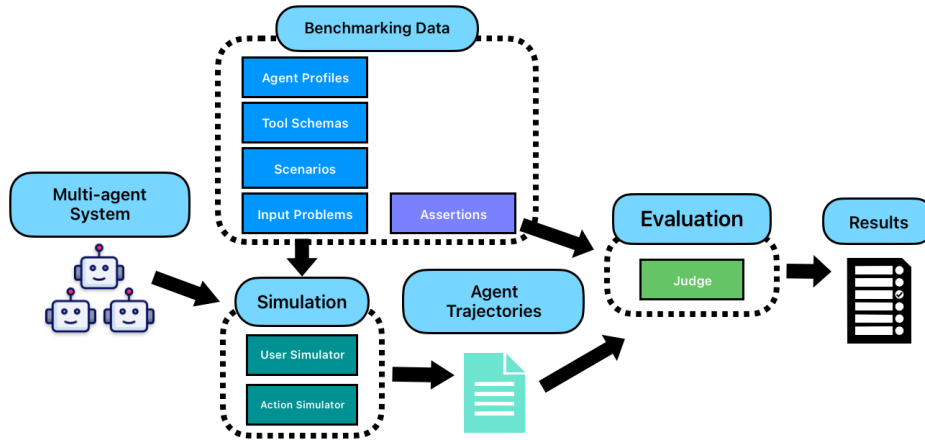 Benchmarking Data
Agent Profiles
Tool Schemas
Scenarios
Input Problems
Assertions
Multi-agent
System
Simulation
User Simulator
Action Simulator
Agent
Trajectories
Evaluation
Judge
Results